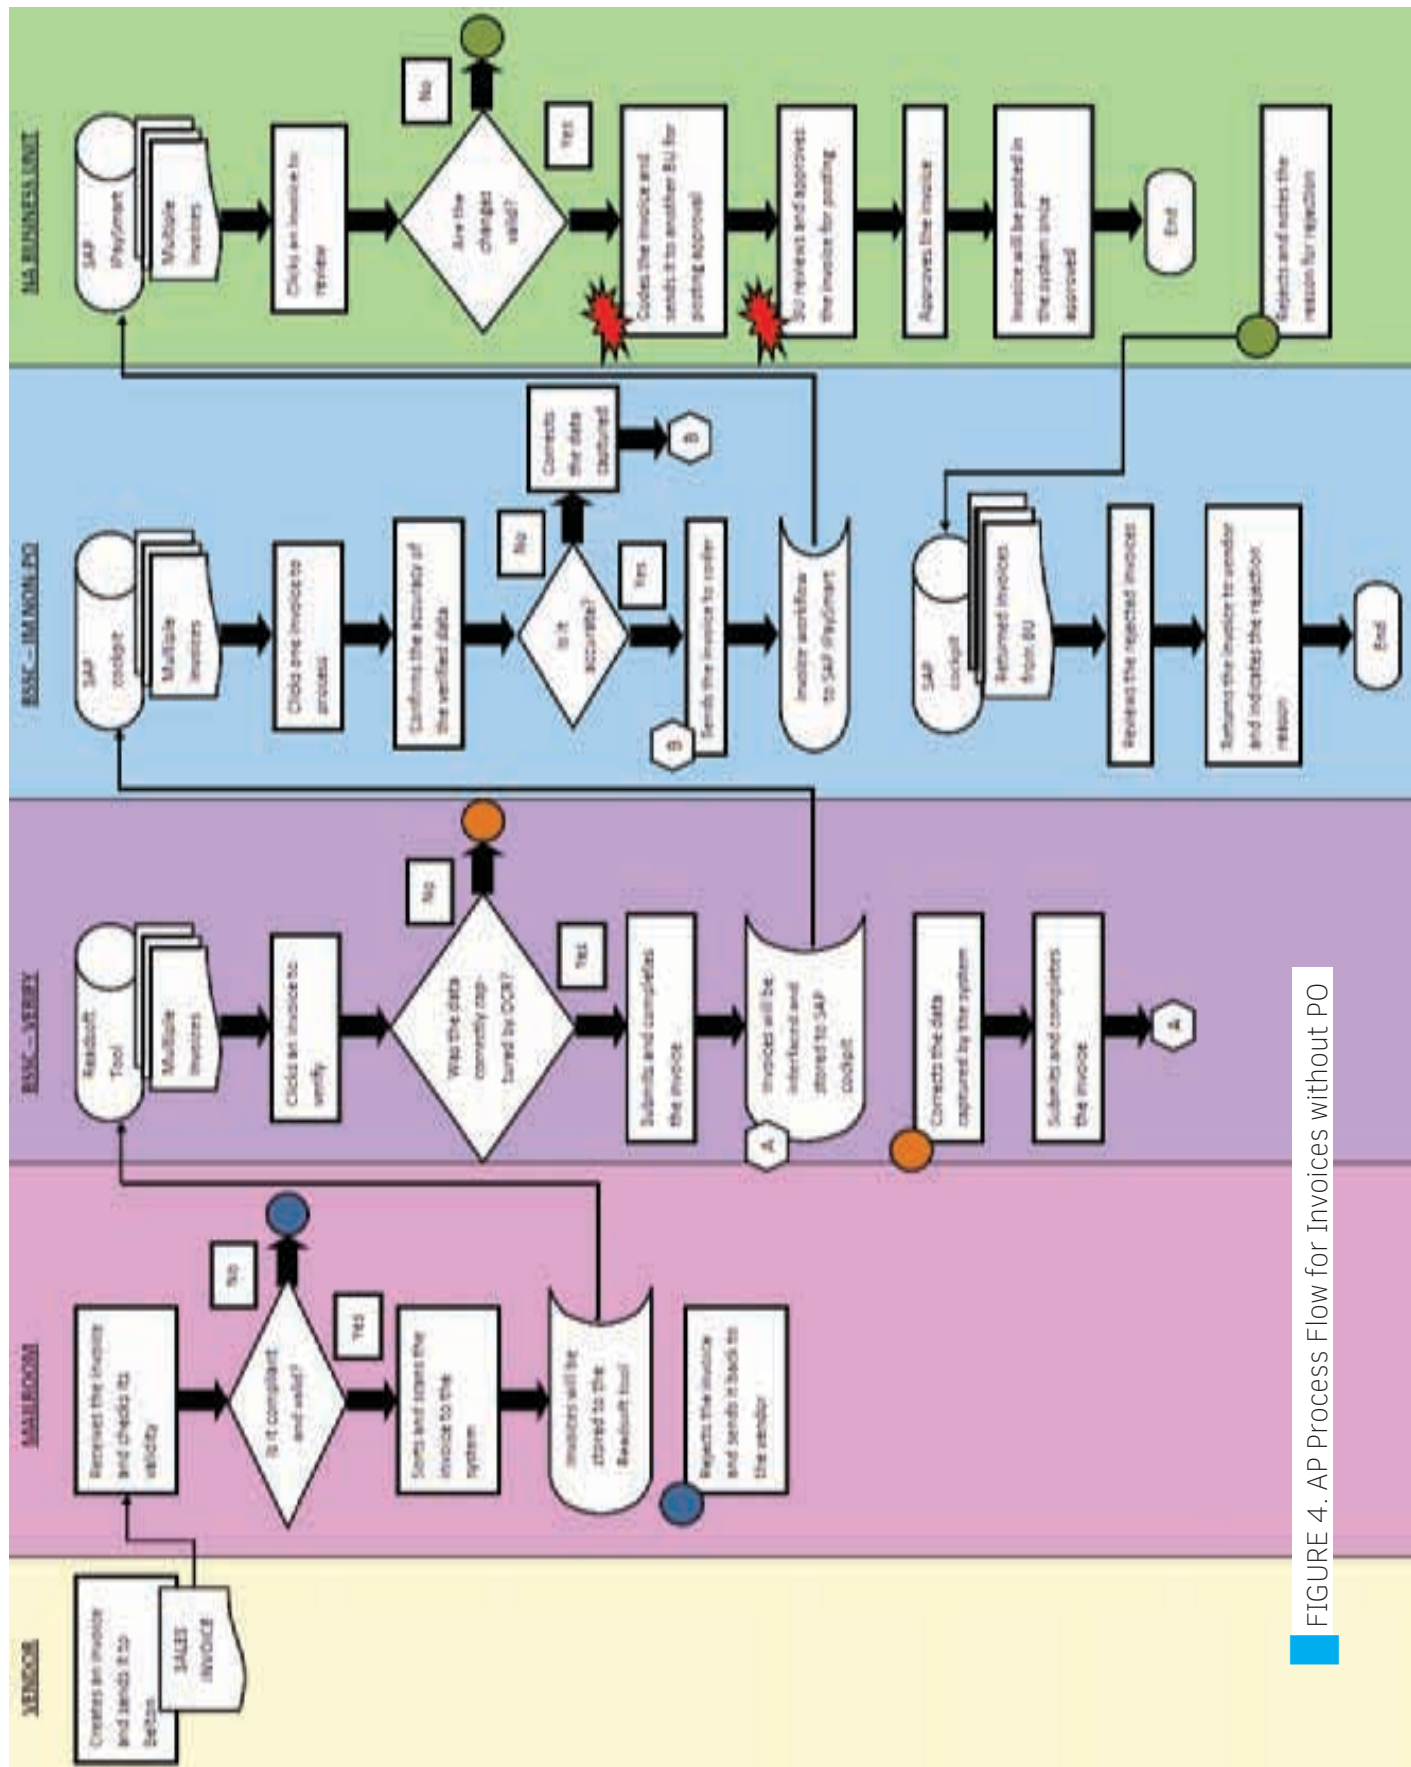 VENDOR
Creates an invoice
and sends it to
Belton
SALES
INVOICE
MAILROOM
Receives the invoice
and checks its
validity
Is it compliant
and valid?
No
Yes
Sorts and scans the
invoice to the
system
Invoices will be
stored to the
Readsoft tool
Rejects the invoice
and sends it back to
the vendor
BSSC – VERIFY
Readsoft
Tool
Multiple
invoices
Clicks an invoice to
verify
Was the data
correctly cap-
tured by OCR?
No
Yes
Submits and completes
the invoice
Invoices will be
interfaced and
stored to SAP
cockpit
A
Corrects the data
captured by the system
Submits and completes
the invoice
A
BSSC – IM NON PO
SAP
cockpit
Multiple
invoices
Clicks one invoice to
process
Confirms the accuracy of
the verified data
Is it
accurate?
No
Corrects
the data
captured
B
Yes
B
Sends the invoice to coder
Invoice workflow
to SAP iPaySmart
SAP
cockpit
Returned invoices
from BU
Reviews the rejected invoices
Returns the invoice to vendor
and indicates the rejection
reason
End
NA BUSINESS UNIT
SAP
iPaySmart
Multiple
invoices
Clicks an invoice to
review
Are the
changes
valid?
No
Yes
Codes the invoice and
sends it to another BU for
posting approval
BU reviews and approves
the invoice for posting
Approves the invoice
Invoice will be posted in
the system once
approved
End
Rejects and notes the
reason for rejection
FIGURE 4. AP Process Flow for Invoices without PO